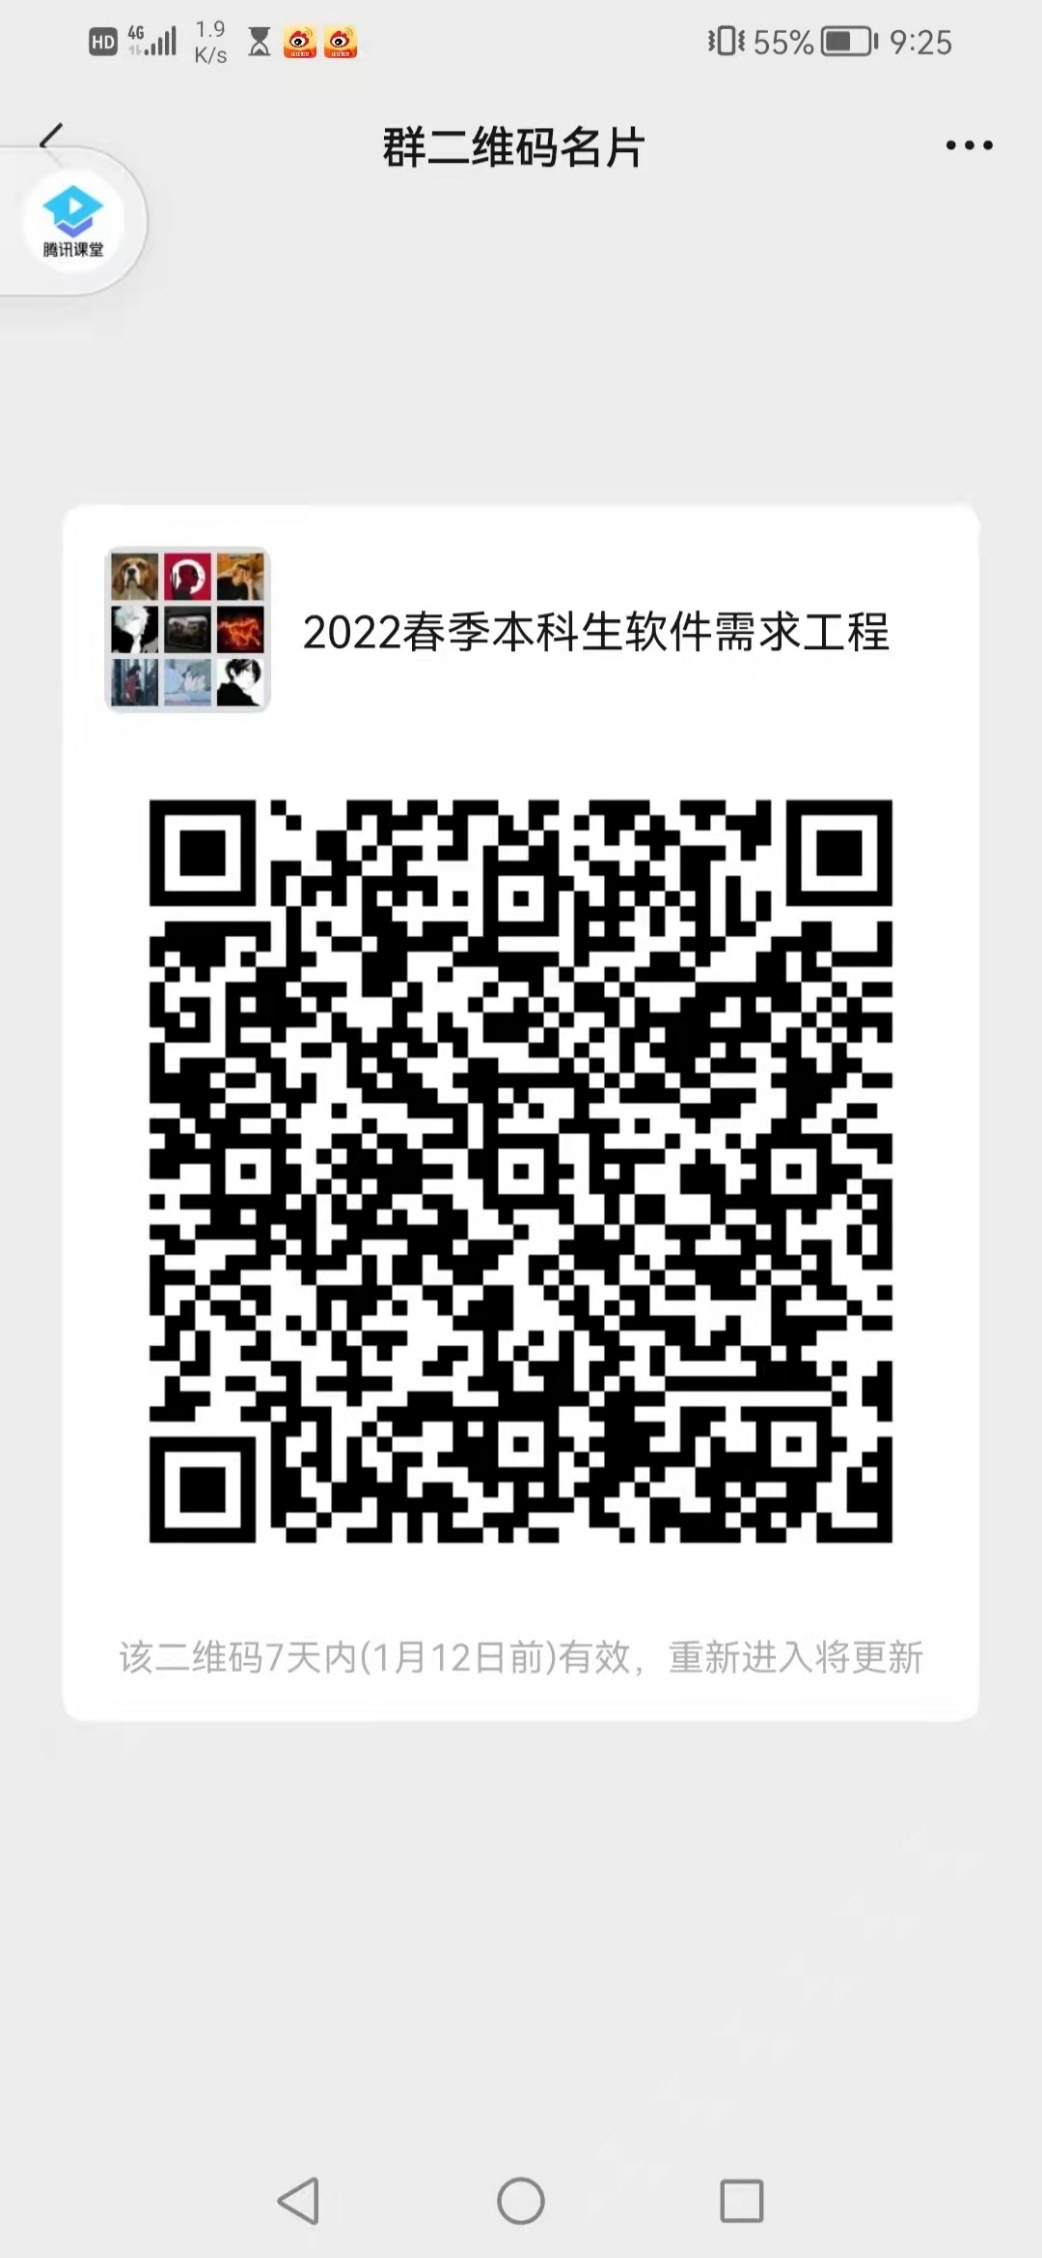 HD 4G 1.9 K/s 55% 9:25
群二维码名片
腾讯课堂
2022春季本科生软件需求工程
该二维码7天内(1月12日前)有效，重新进入将更新